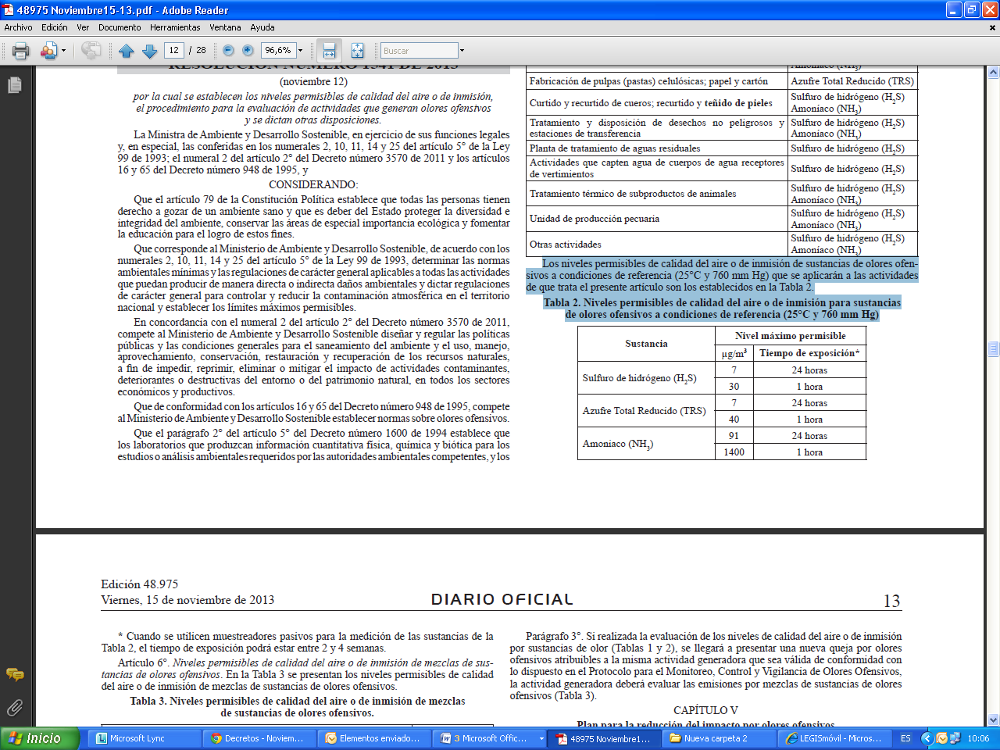 48975 Noviembre15-13.pdf - Adobe Reader
Archivo Edición Ver Documento Herramientas Ventana Ayuda
12 / 28 96,6% Buscar
RESOLUCIÓN NÚMERO 1541 DE 2013
(noviembre 12)
por la cual se establecen los niveles permisibles de calidad del aire o de inmisión,
el procedimiento para la evaluación de actividades que generan olores ofensivos
y se dictan otras disposiciones.
La Ministra de Ambiente y Desarrollo Sostenible, en ejercicio de sus funciones legales
y, en especial, las conferidas en los numerales 2, 10, 11, 14 y 25 del artículo 5° de la Ley
99 de 1993; el numeral 2 del artículo 2° del Decreto número 3570 de 2011 y los artículos
16 y 65 del Decreto número 948 de 1995, y
CONSIDERANDO:
Que el artículo 79 de la Constitución Política establece que todas las personas tienen
derecho a gozar de un ambiente sano y que es deber del Estado proteger la diversidad e
integridad del ambiente, conservar las áreas de especial importancia ecológica y fomentar
la educación para el logro de estos fines.
Que corresponde al Ministerio de Ambiente y Desarrollo Sostenible, de acuerdo con los
numerales 2, 10, 11, 14 y 25 del artículo 5° de la Ley 99 de 1993, determinar las normas
ambientales mínimas y las regulaciones de carácter general aplicables a todas las actividades
que puedan producir de manera directa o indirecta daños ambientales y dictar regulaciones
de carácter general para controlar y reducir la contaminación atmosférica en el territorio
nacional y establecer los límites máximos permisibles.
En concordancia con el numeral 2 del artículo 2° del Decreto número 3570 de 2011,
compete al Ministerio de Ambiente y Desarrollo Sostenible diseñar y regular las políticas
públicas y las condiciones generales para el saneamiento del ambiente y el uso, manejo,
aprovechamiento, conservación, restauración y recuperación de los recursos naturales,
a fin de impedir, reprimir, eliminar o mitigar el impacto de actividades contaminantes,
deteriorantes o destructivas del entorno o del patrimonio natural, en todos los sectores
económicos y productivos.
Que de conformidad con los artículos 16 y 65 del Decreto número 948 de 1995, compete
al Ministerio de Ambiente y Desarrollo Sostenible establecer normas sobre olores ofensivos.
Que el parágrafo 2° del artículo 5° del Decreto número 1600 de 1994 establece que
los laboratorios que produzcan información cuantitativa física, química y biótica para los
estudios o análisis ambientales requeridos por las autoridades ambientales competentes, y los
Amoníaco (NH3)
Fabricación de pulpas (pastas) celulósicas; papel y cartón Azufre Total Reducido (TRS)
Curtido y recurtido de cueros; recurtido y teñido de pieles Sulfuro de hidrógeno (H2S)
Amoníaco (NH3)
Tratamiento y disposición de desechos no peligrosos y Sulfuro de hidrógeno (H2S)
estaciones de transferencia Amoníaco (NH3)
Planta de tratamiento de aguas residuales Sulfuro de hidrógeno (H2S)
Actividades que capten agua de cuerpos de agua receptores
de vertimientos Sulfuro de hidrógeno (H2S)
Tratamiento térmico de subproductos de animales Sulfuro de hidrógeno (H2S)
Amoníaco (NH3)
Unidad de producción pecuaria Sulfuro de hidrógeno (H2S)
Amoníaco (NH3)
Otras actividades Sulfuro de hidrógeno (H2S)
Amoníaco (NH3)
Los niveles permisibles de calidad del aire o de inmisión de sustancias de olores ofen-
sivos a condiciones de referencia (25°C y 760 mm Hg) que se aplicarán a las actividades
de que trata el presente artículo son los establecidos en la Tabla 2.
Tabla 2. Niveles permisibles de calidad del aire o de inmisión para sustancias
de olores ofensivos a condiciones de referencia (25°C y 760 mm Hg)
Sustancia Nivel máximo permisible
µg/m3 Tiempo de exposición*
Sulfuro de hidrógeno (H2S) 7 24 horas
30 1 hora
Azufre Total Reducido (TRS) 7 24 horas
40 1 hora
Amoniaco (NH3) 91 24 horas
1400 1 hora
Edición 48.975
Viernes, 15 de noviembre de 2013 DIARIO OFICIAL 13
* Cuando se utilicen muestreadores pasivos para la medición de las sustancias de la
Tabla 2, el tiempo de exposición podrá estar entre 2 y 4 semanas.
Artículo 6°. Niveles permisibles de calidad del aire o de inmisión de mezclas de sus-
tancias de olores ofensivos. En la Tabla 3 se presentan los niveles permisibles de calidad
del aire o de inmisión de mezclas de sustancias de olores ofensivos.
Tabla 3. Niveles permisibles de calidad del aire o de inmisión de mezclas
de sustancias de olores ofensivos.
Parágrafo 3°. Si realizada la evaluación de los niveles de calidad del aire o de inmisión
por sustancias de olor (Tablas 1 y 2), se llegará a presentar una nueva queja por olores
ofensivos atribuibles a la misma actividad generadora que sea válida de conformidad con
lo dispuesto en el Protocolo para el Monitoreo, Control y Vigilancia de Olores Ofensivos,
la actividad generadora deberá evaluar las emisiones por mezclas de sustancias de olores
ofensivos (Tabla 3).
CAPÍTULO V
Plan para la reducción del impacto por olores ofensivos
Inicio Microsoft Lync Decretos - Noviem... Elementos enviado... 3 Microsoft Offic... 48975 Noviembre1... Nueva carpeta 2 LEGISmóvil - Micros... ES 10:06